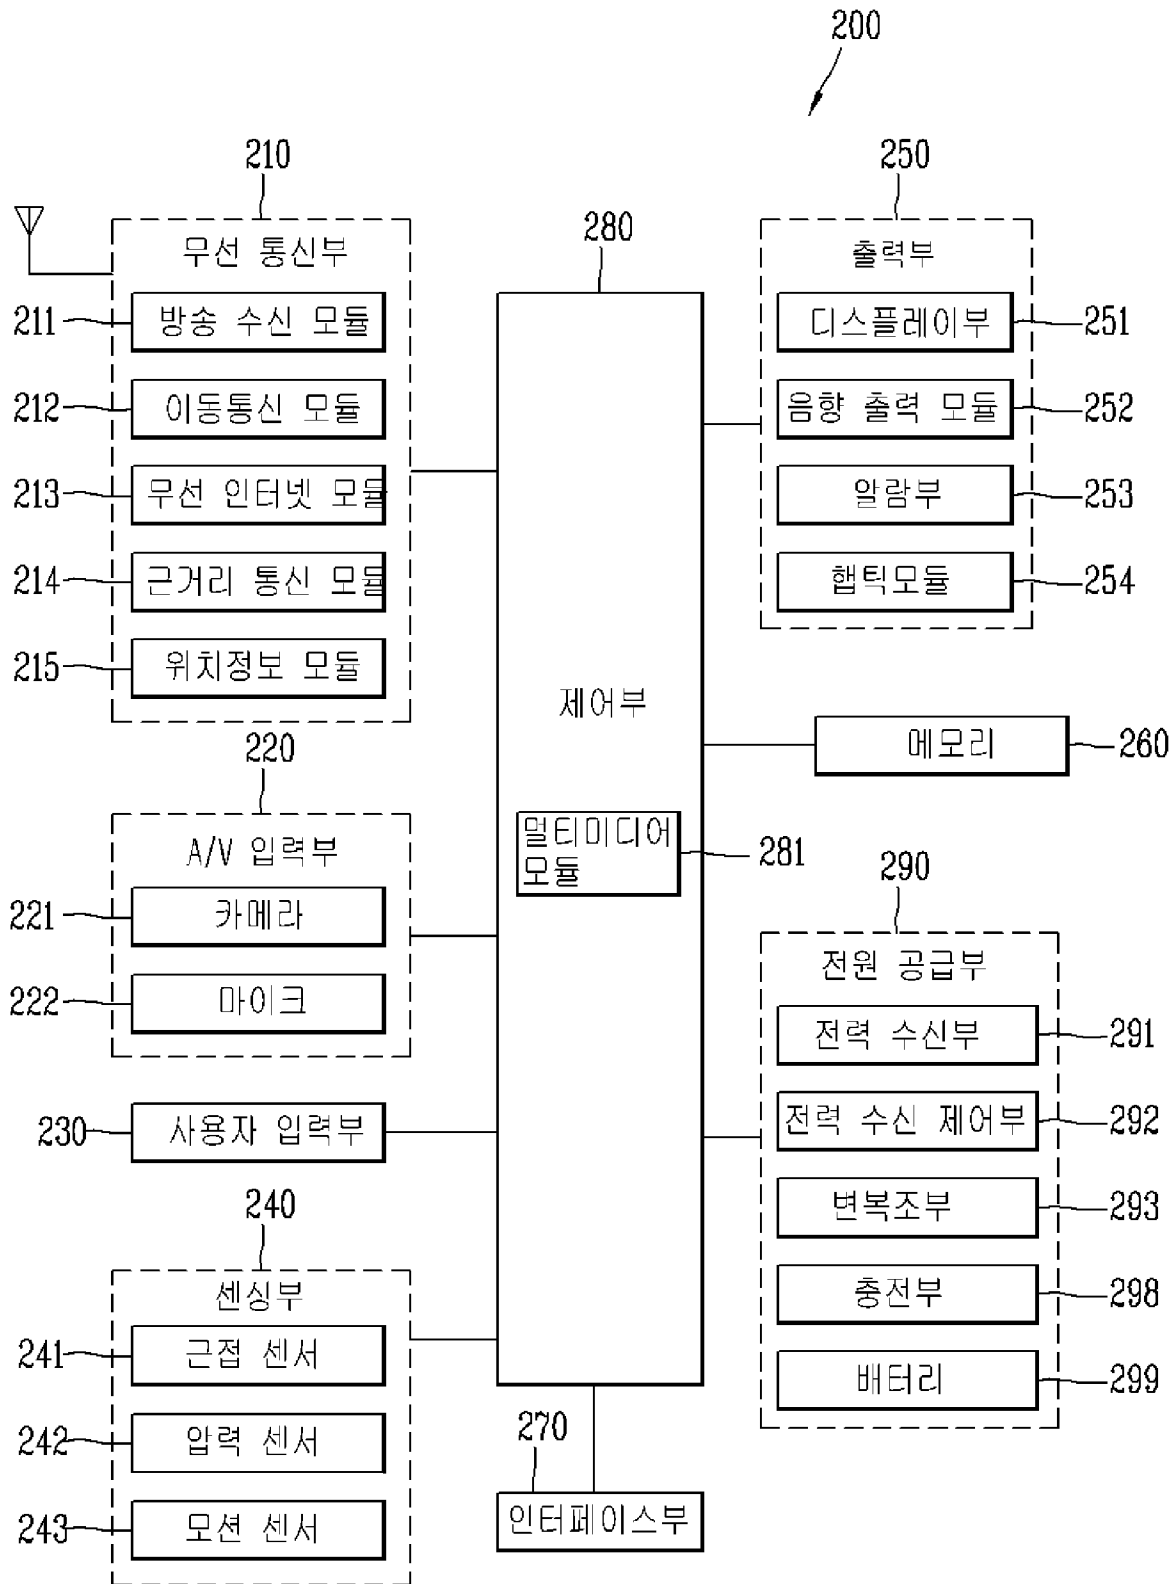 200
210
무선 통신부
211
방송 수신 모듈
212
이동통신 모듈
213
무선 인터넷 모듈
214
근거리 통신 모듈
215
위치정보 모듈
220
A/V 입력부
221
카메라
222
마이크
230
사용자 입력부
240
센싱부
241
근접 센서
242
압력 센서
243
모션 센서
280
제어부
멀티미디어
모듈
281
270
인터페이스부
250
출력부
디스플레이부
251
음향 출력 모듈
252
알람부
253
햅틱모듈
254
메모리
260
290
전원 공급부
전력 수신부
291
전력 수신 제어부
292
변복조부
293
충전부
298
배터리
299